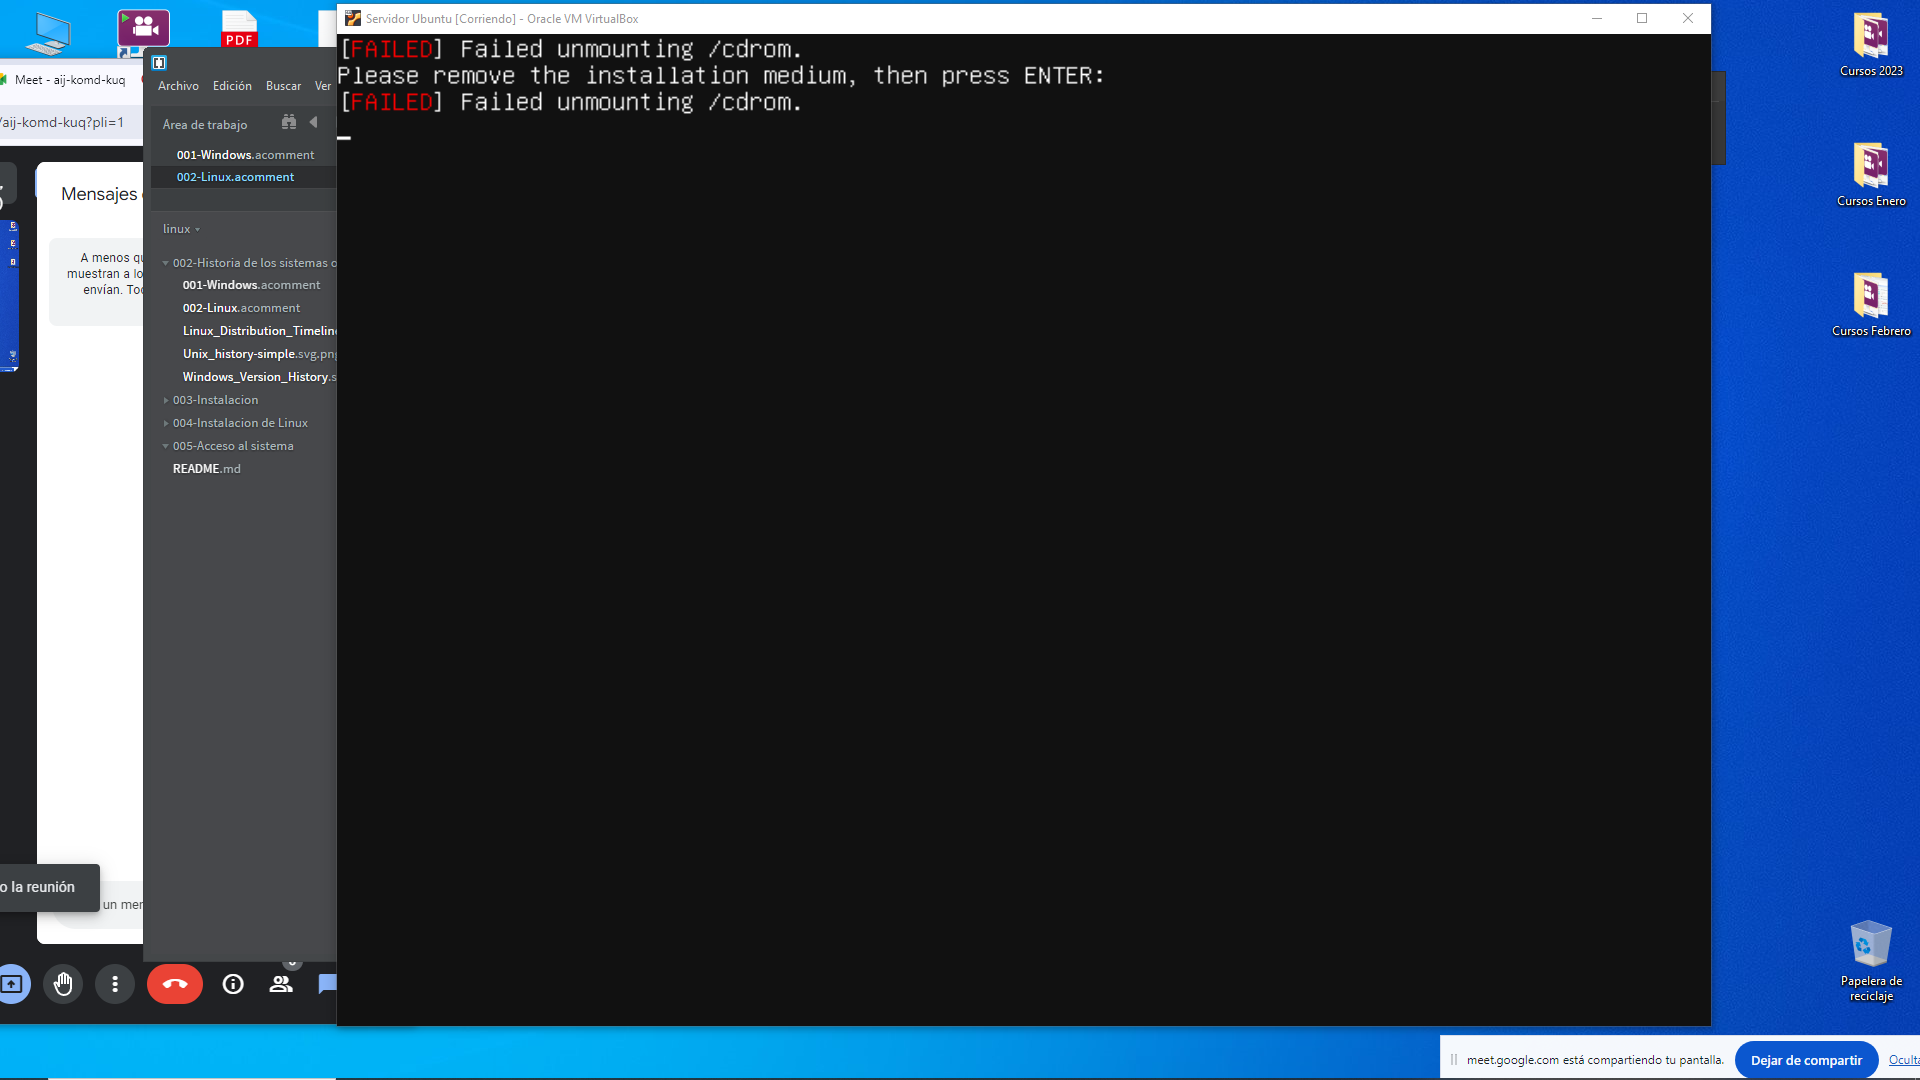 Servidor Ubuntu [Corriendo] - Oracle VM VirtualBox
[FAILED] Failed unmounting /cdrom.
Please remove the installation medium, then press ENTER:
[FAILED] Failed unmounting /cdrom.
PDF
Meet - aij-komd-kuq
/aij-komd-kuq?pli=1
Mensajes
A menos qu
muestran a lo
envían. Too
o la reunión
un mer
Archivo Edición Buscar Ver
Área de trabajo
001-Windows.acomment
002-Linux.acomment
linux
002-Historia de los sistemas o
001-Windows.acomment
002-Linux.acomment
Linux_Distribution_Timeline
Unix_history-simple.svg.png
Windows_Version_History.s
003-Instalacion
004-Instalacion de Linux
005-Acceso al sistema
README.md
Cursos 2023
Cursos Enero
Cursos Febrero
Papelera de
reciclaje
meet.google.com está compartiendo tu pantalla.
Dejar de compartir
Oculta